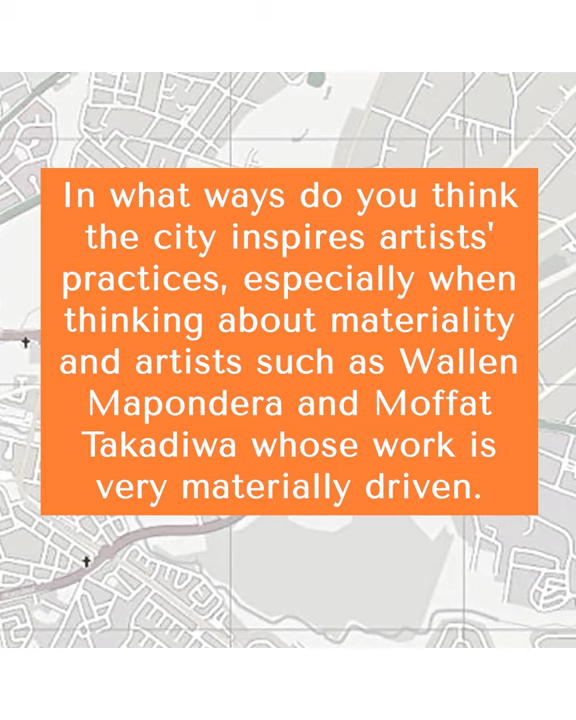 In what ways do you think
the city inspires artists'
practices, especially when
thinking about materiality
and artists such as Wallen
Mapondera and Moffat
Takadiwa whose work is
very materially driven.